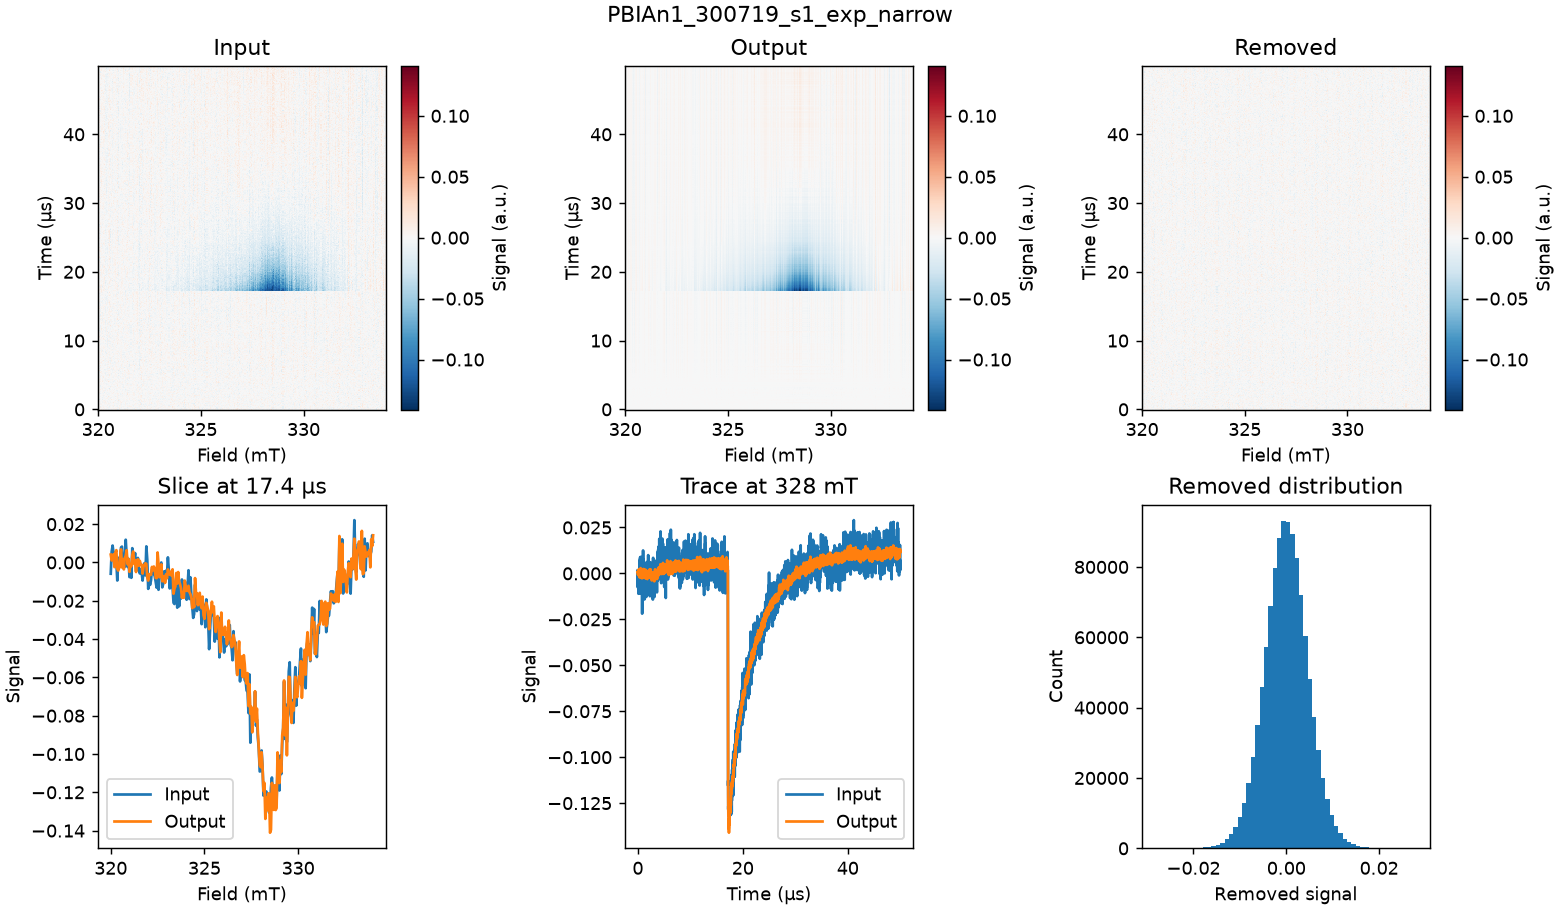 PBIAn1_300719_s1_exp_narrow
Input
Output
Removed
40
30
20
10
0
320
325
330
Time (µs)
Field (mT)
0.10
0.05
0.00
−0.05
−0.10
Signal (a.u.)
40
30
20
10
0
320
325
330
Time (µs)
Field (mT)
0.10
0.05
0.00
−0.05
−0.10
Signal (a.u.)
40
30
20
10
0
320
325
330
Time (µs)
Field (mT)
0.10
0.05
0.00
−0.05
−0.10
Signal (a.u.)
Slice at 17.4 µs
0.02
0.00
−0.02
−0.04
−0.06
−0.08
−0.10
−0.12
−0.14
Signal
320
325
330
Field (mT)
Input
Output
Trace at 328 mT
0.025
0.000
−0.025
−0.050
−0.075
−0.100
−0.125
Signal
0
20
40
Time (µs)
Input
Output
Removed distribution
80000
60000
40000
20000
0
Count
−0.02
0.00
0.02
Removed signal